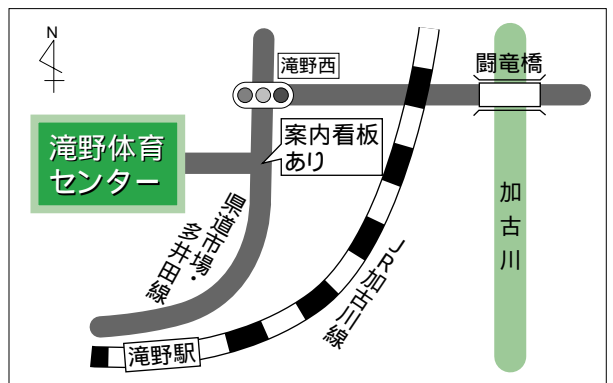 N
滝野西
闘竜橋
滝野体育
センター
案内看板
あり
加古川
県道市場・
多井田線
JR加古川線
滝野駅